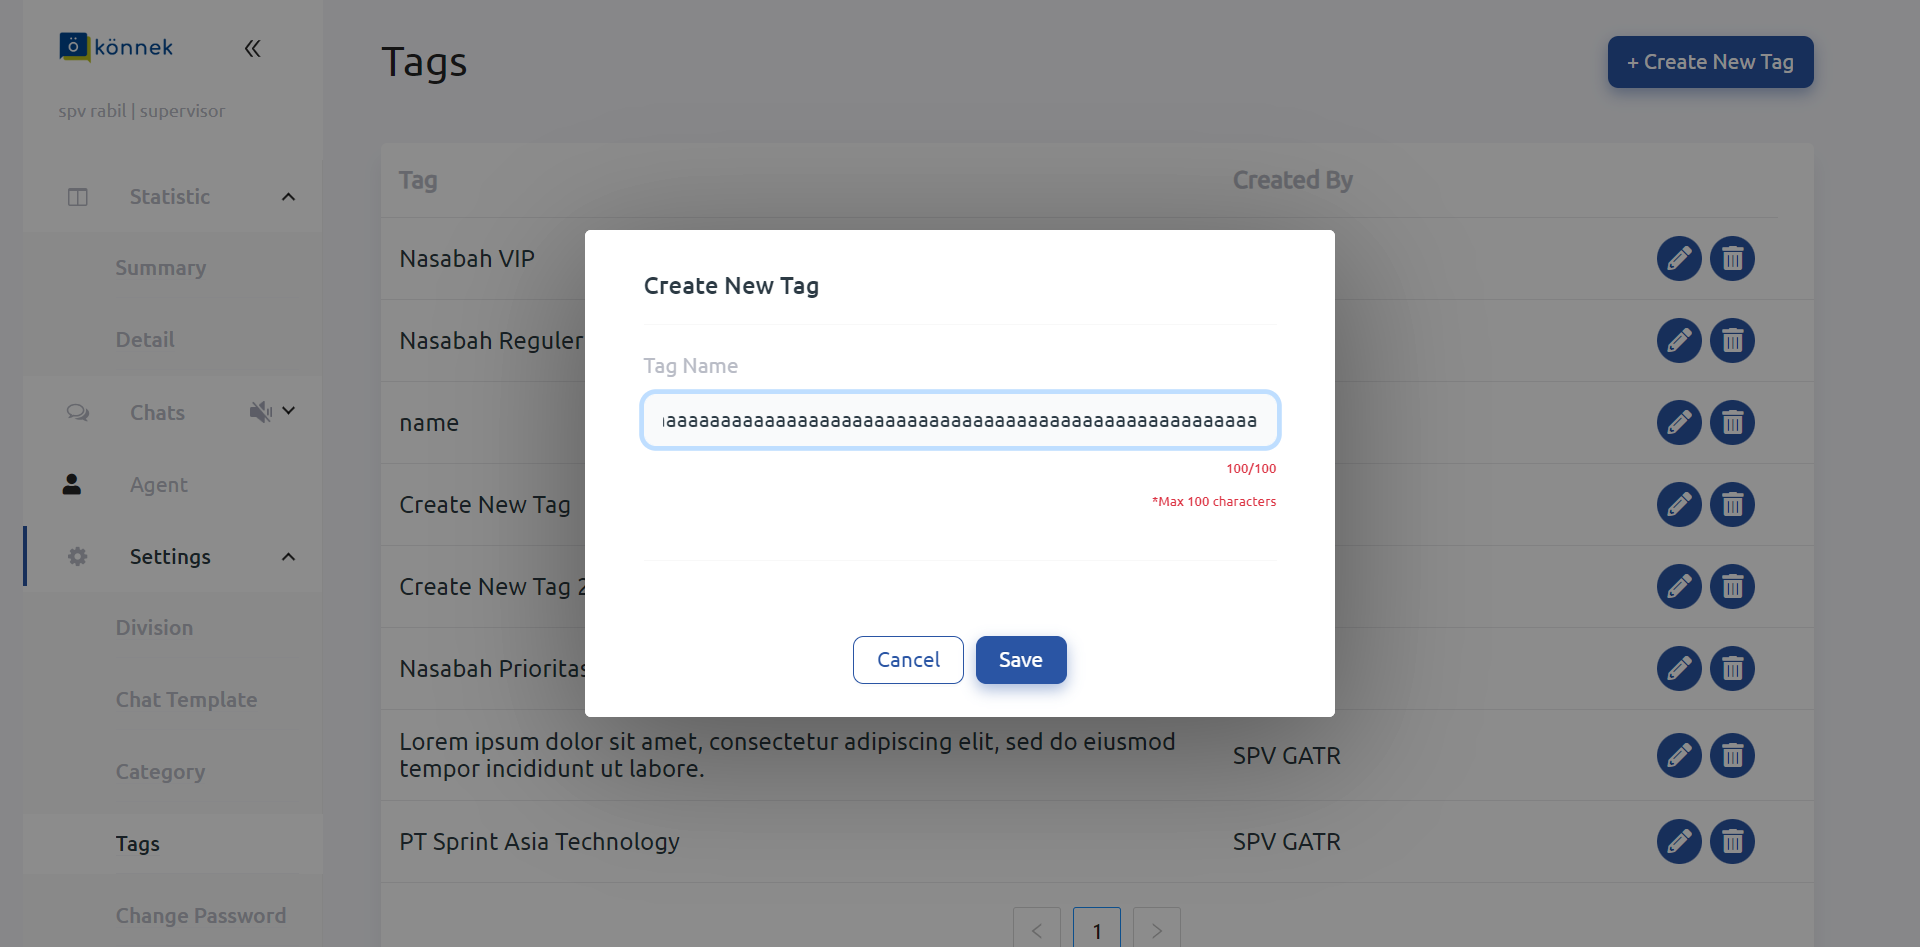 könnek
spv rabil | supervisor
Statistic
Summary
Detail
Chats
Agent
Settings
Division
Chat Template
Category
Tags
Change Password
Tags
+ Create New Tag
Tag Created By
Nasabah VIP
Nasabah Reguler
name
Create New Tag
Create New Tag 2
Nasabah Prioritas
Lorem ipsum dolor sit amet, consectetur adipiscing elit, sed do eiusmod
tempor incididunt ut labore.
SPV GATR
PT Sprint Asia Technology SPV GATR
< 1 >
Create New Tag
Tag Name
aaaaaaaaaaaaaaaaaaaaaaaaaaaaaaaaaaaaaaaaaaaaaaaaaaaaaa
100/100
*Max 100 characters
Cancel Save